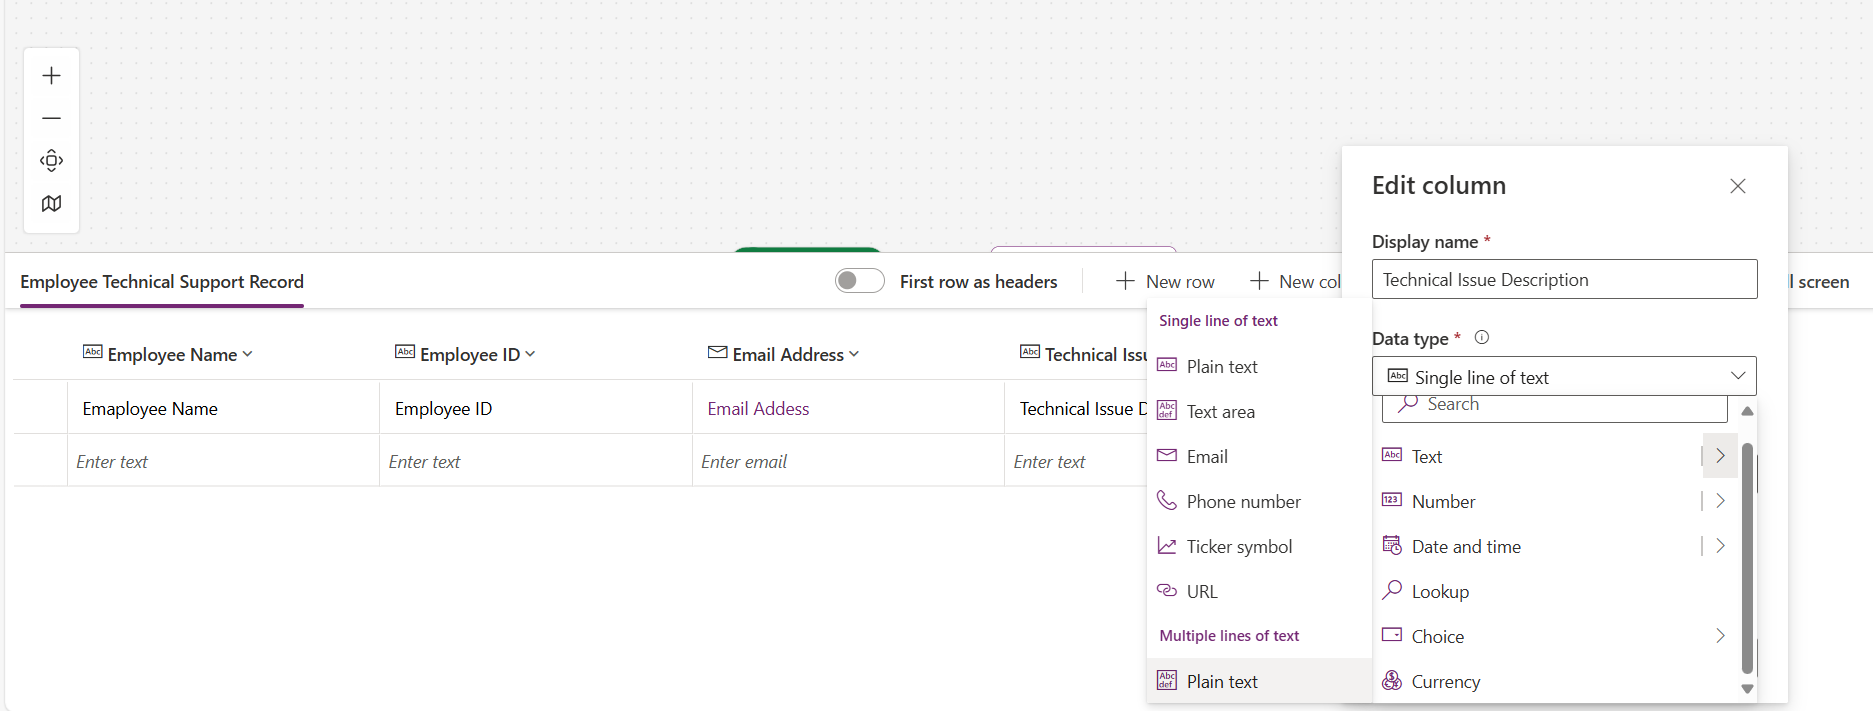 Edit column
Display name *
Technical Issue Description
Data type *
Single line of text
Search
Text
Number
Date and time
Lookup
Choice
Currency
Employee Technical Support Record
First row as headers
New row
New col
l screen
Employee Name
Employee ID
Email Address
Technical Issu
Emaployee Name
Employee ID
Email Addess
Technical Issue D
Enter text
Enter text
Enter email
Enter text
Single line of text
Plain text
Text area
Email
Phone number
Ticker symbol
URL
Multiple lines of text
Plain text